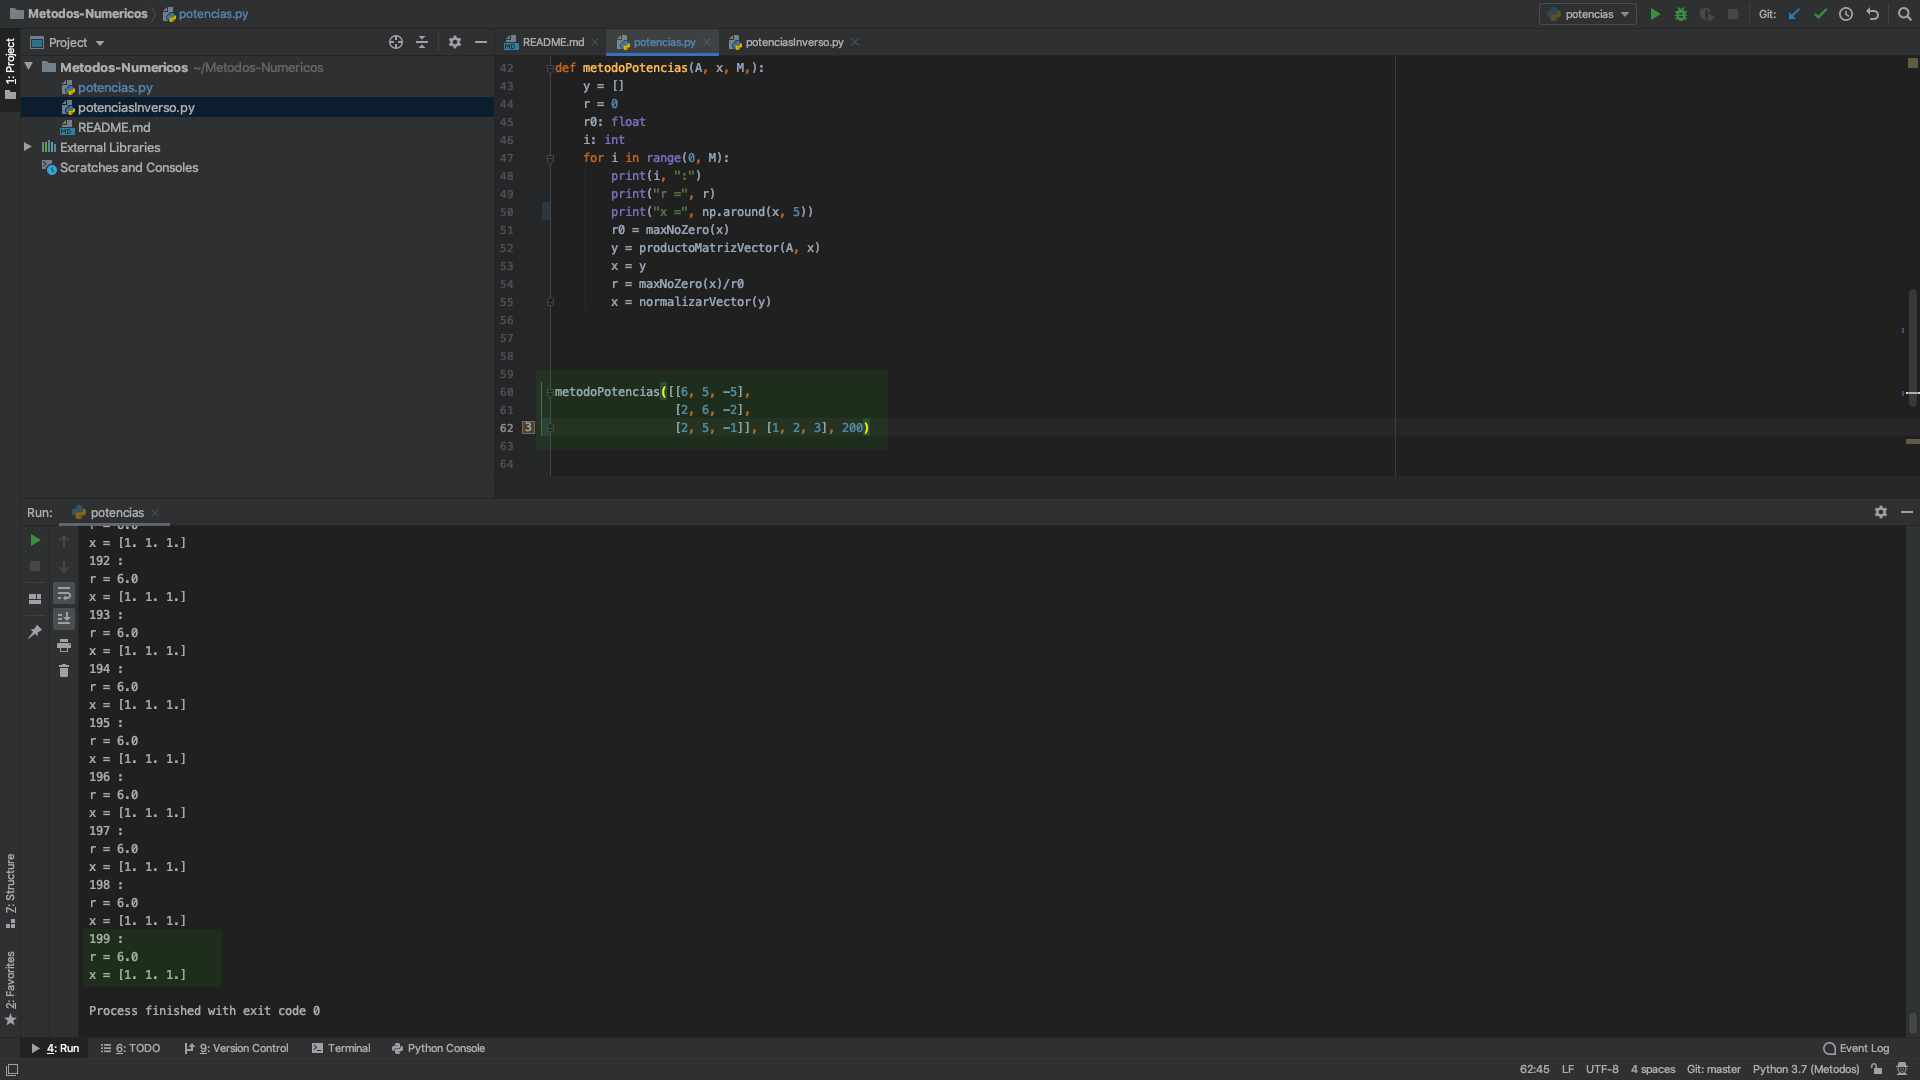 Metodos-Numericos potencias.py
potencias Git:
1: Project
Project
README.md potencias.py potenciasInverso.py
Metodos-Numericos ~/Metodos-Numericos
potencias.py
potenciasInverso.py
README.md
External Libraries
Scratches and Consoles
42 def metodoPotencias(A, x, M,):
43 y = []
44 r = 0
45 r0: float
46 i: int
47 for i in range(0, M):
48 print(i, ":")
49 print("r =", r)
50 print("x =", np.around(x, 5))
51 r0 = maxNoZero(x)
52 y = productoMatrizVector(A, x)
53 x = y
54 r = maxNoZero(x)/r0
55 x = normalizarVector(y)
56
57
58
59
60 metodoPotencias([[6, 5, -5],
61 [2, 6, -2],
62 3 [2, 5, -1]], [1, 2, 3], 200)
63
64
Run: potencias
r = 6.0
x = [1. 1. 1.]
192 :
r = 6.0
x = [1. 1. 1.]
193 :
r = 6.0
x = [1. 1. 1.]
194 :
r = 6.0
x = [1. 1. 1.]
195 :
r = 6.0
x = [1. 1. 1.]
196 :
r = 6.0
x = [1. 1. 1.]
197 :
r = 6.0
x = [1. 1. 1.]
198 :
r = 6.0
x = [1. 1. 1.]
199 :
r = 6.0
x = [1. 1. 1.]
Process finished with exit code 0
7: Structure
2: Favorites
4: Run 6: TODO 9: Version Control Terminal Python Console Event Log
62:45 LF UTF-8 4 spaces Git: master Python 3.7 (Metodos)